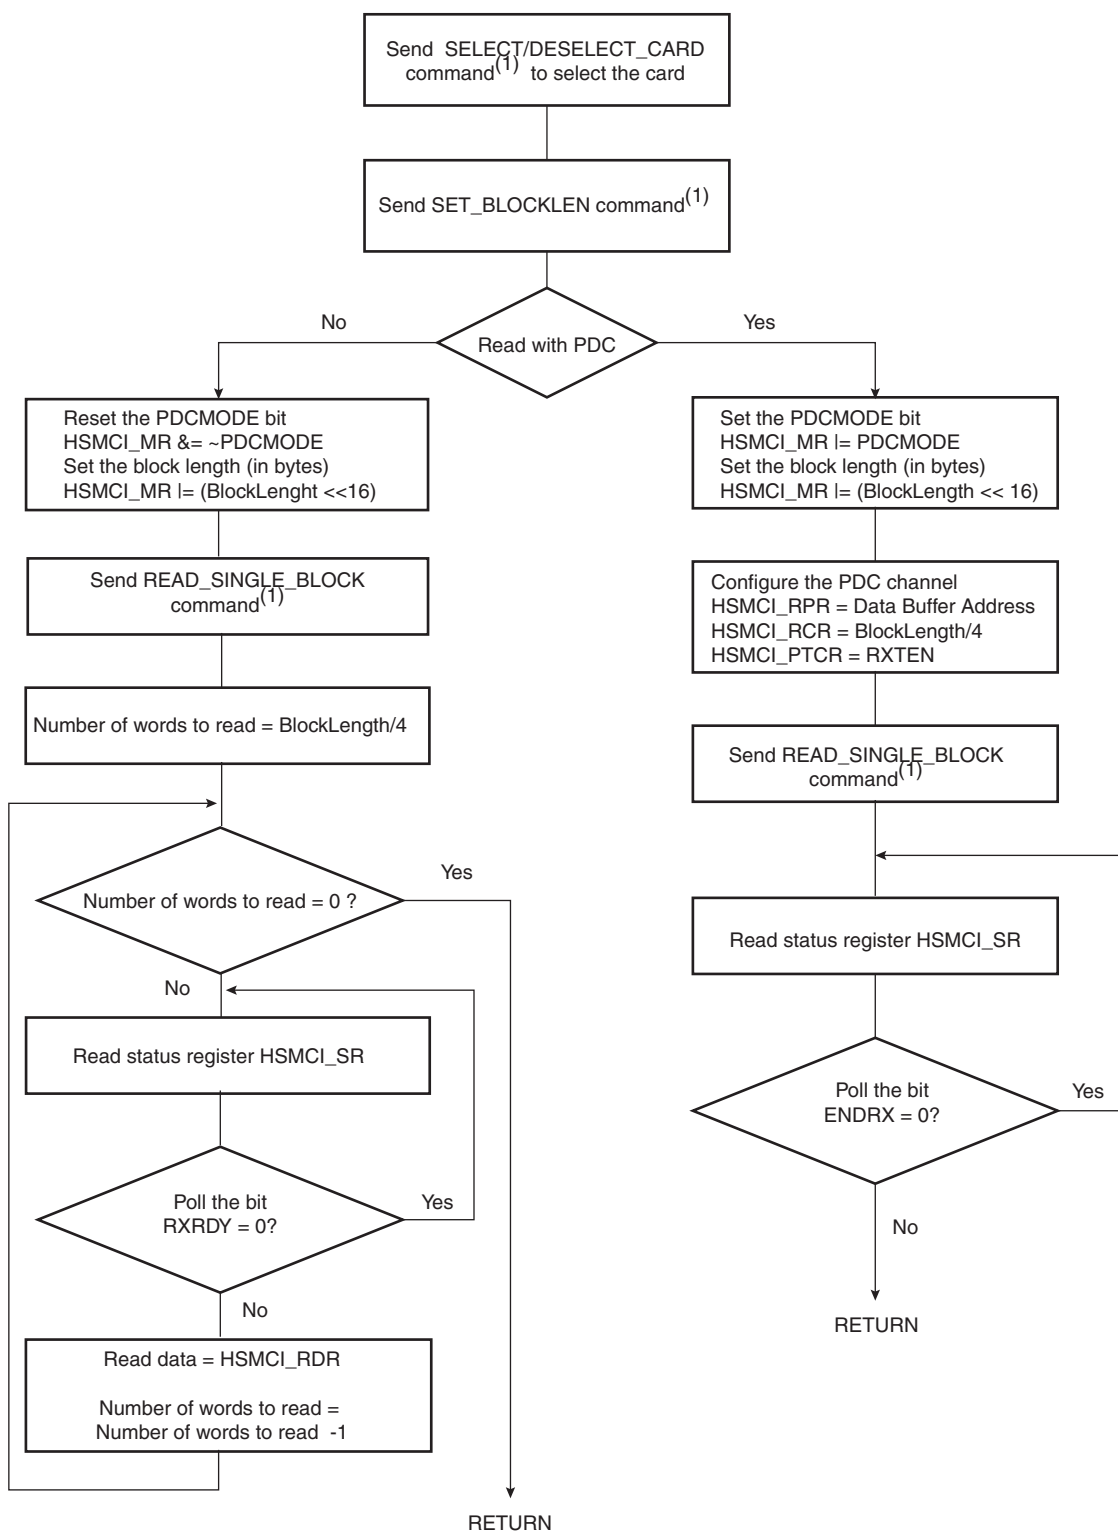 Send SELECT/DESELECT_CARD
command(1) to select the card
Send SET_BLOCKLEN command(1)
Read with PDC
No
Yes
Reset the PDCMODE bit
HSMCI_MR &= ~PDCMODE
Set the block length (in bytes)
HSMCI_MR |= (BlockLenght <<16)
Send READ_SINGLE_BLOCK
command(1)
Number of words to read = BlockLength/4
Number of words to read = 0 ?
Yes
No
Read status register HSMCI_SR
Poll the bit
RXRDY = 0?
Yes
No
Read data = HSMCI_RDR
Number of words to read =
Number of words to read -1
RETURN
Set the PDCMODE bit
HSMCI_MR |= PDCMODE
Set the block length (in bytes)
HSMCI_MR |= (BlockLength << 16)
Configure the PDC channel
HSMCI_RPR = Data Buffer Address
HSMCI_RCR = BlockLength/4
HSMCI_PTCR = RXTEN
Send READ_SINGLE_BLOCK
command(1)
Read status register HSMCI_SR
Poll the bit
ENDRX = 0?
Yes
No
RETURN